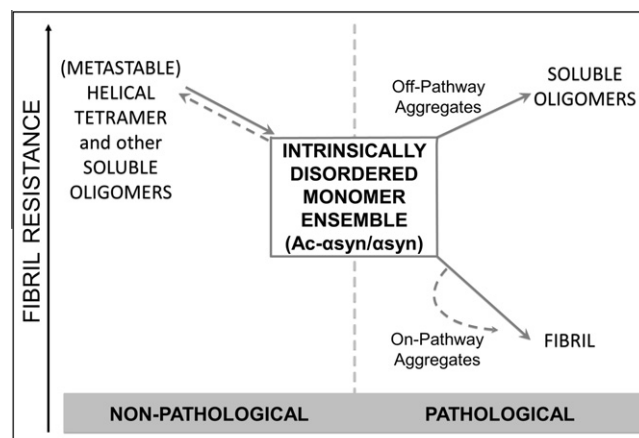 FIBRIL RESISTANCE
(METASTABLE)
HELICAL
TETRAMER
and other
SOLUBLE
OLIGOMERS
INTRINSICALLY
DISORDERED
MONOMER
ENSEMBLE
(Ac-αsyn/αsyn)
Off-Pathway
Aggregates
SOLUBLE
OLIGOMERS
On-Pathway
Aggregates
FIBRIL
NON-PATHOLOGICAL
PATHOLOGICAL